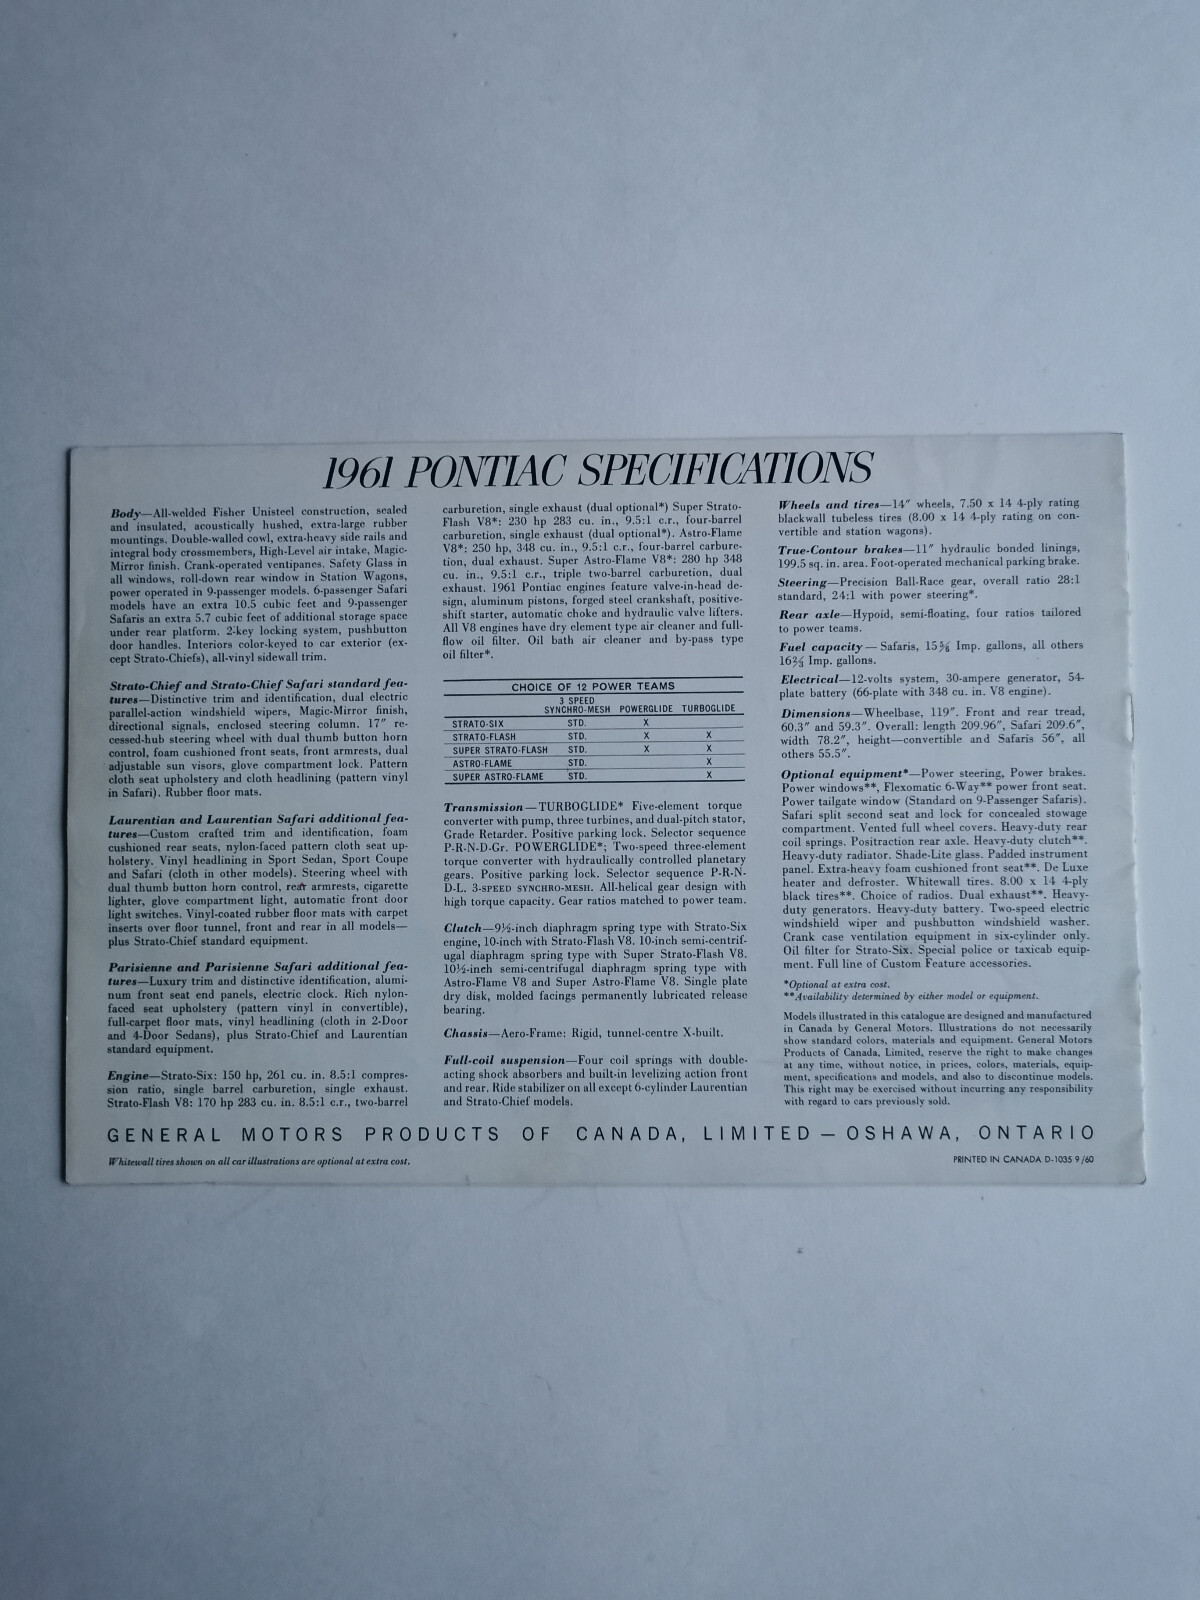 1961 PONTIAC SPECIFICATIONS
Body—All-welded Fisher Unisteel construction, sealed
and insulated, acoustically hushed, extra-large rubber
mountings. Double-walled cowl, extra-heavy side rails and
integral body crossmembers, High-Level air intake, Magic-
Mirror finish. Crank-operated ventipanes. Safety Glass in
all windows, roll-down rear window in Station Wagons,
power operated in 9-passenger models. 6-passenger Safari
models have an extra 10.5 cubic feet and 9-passenger
Safaris an extra 5.7 cubic feet of additional storage space
under rear platform. 2-key locking system, pushbutton
door handles. Interiors color-keyed to car exterior (ex-
cept Strato-Chiefs), all-vinyl sidewall trim.
Strato-Chief and Strato-Chief Safari standard fea-
tures—Distinctive trim and identification, dual electric
parallel-action windshield wipers, Magic-Mirror finish,
directional signals, enclosed steering column. 17″ re-
cessed-hub steering wheel with dual thumb button horn
control, foam cushioned front seats, front armrests, dual
adjustable sun visors, glove compartment lock. Pattern
cloth seat upholstery and cloth headlining (pattern vinyl
in Safari). Rubber floor mats.
Laurentian and Laurentian Safari additional fea-
tures—Custom crafted trim and identification, foam
cushioned rear seats, nylon-faced pattern cloth seat up-
holstery. Vinyl headlining in Sport Sedan, Sport Coupe
and Safari (cloth in other models). Steering wheel with
dual thumb button horn control, rear armrests, cigarette
lighter, glove compartment light, automatic front door
light switches. Vinyl-coated rubber floor mats with carpet
inserts over floor tunnel, front and rear in all models—
plus Strato-Chief standard equipment.
Parisienne and Parisienne Safari additional fea-
tures—Luxury trim and distinctive identification, alumi-
num front seat end panels, electric clock. Rich nylon-
faced seat upholstery (pattern vinyl in convertible),
full-carpet floor mats, vinyl headlining (cloth in 2-Door
and 4-Door Sedans), plus Strato-Chief and Laurentian
standard equipment.
Engine—Strato-Six: 150 hp, 261 cu. in. 8.5:1 compres-
sion ratio, single barrel carburetion, single exhaust.
Strato-Flash V8: 170 hp 283 cu. in. 8.5:1 c.r., two-barrel
carburetion, single exhaust (dual optional*) Super Strato-
Flash V8*: 230 hp 283 cu. in., 9.5:1 c.r., four-barrel
carburetion, single exhaust (dual optional*). Astro-Flame
V8*: 250 hp, 348 cu. in., 9.5:1 c.r., four-barrel carbure-
tion, dual exhaust. Super Astro-Flame V8*: 280 hp 348
cu. in., 9.5:1 c.r., triple two-barrel carburetion, dual
exhaust. 1961 Pontiac engines feature valve-in-head de-
sign, aluminum pistons, forged steel crankshaft, positive-
shift starter, automatic choke and hydraulic valve lifters.
All V8 engines have dry element type air cleaner and full-
flow oil filter. Oil bath air cleaner and by-pass type
oil filter*.
CHOICE OF 12 POWER TEAMS
3 SPEED
SYNCHRO-MESH POWERGLIDE TURBOGLIDE
STRATO-SIX STD. X
STRATO-FLASH STD. X X
SUPER STRATO-FLASH STD. X X
ASTRO-FLAME STD. X
SUPER ASTRO-FLAME STD. X
Transmission—TURBOGLIDE* Five-element torque
converter with pump, three turbines, and dual-pitch stator,
Grade Retarder. Positive parking lock. Selector sequence
P-R-N-D-Gr. POWERGLIDE*; Two-speed three-element
torque converter with hydraulically controlled planetary
gears. Positive parking lock. Selector sequence P-R-N-
D-L. 3-SPEED SYNCHRO-MESH. All-helical gear design with
high torque capacity. Gear ratios matched to power team.
Clutch—9½-inch diaphragm spring type with Strato-Six
engine, 10-inch with Strato-Flash V8. 10-inch semi-centrif-
ugal diaphragm spring type with Super Strato-Flash V8.
10½-inch semi-centrifugal diaphragm spring type with
Astro-Flame V8 and Super Astro-Flame V8. Single plate
dry disk, molded facings permanently lubricated release
bearing.
Chassis—Aero-Frame: Rigid, tunnel-centre X-built.
Full-coil suspension—Four coil springs with double-
acting shock absorbers and built-in levelizing action front
and rear. Ride stabilizer on all except 6-cylinder Laurentian
and Strato-Chief models.
Wheels and tires—14″ wheels, 7.50 x 14 4-ply rating
blackwall tubeless tires (8.00 x 14 4-ply rating on con-
vertible and station wagons).
True-Contour brakes—11″ hydraulic bonded linings,
199.5 sq. in. area. Foot-operated mechanical parking brake.
Steering—Precision Ball-Race gear, overall ratio 28:1
standard, 24:1 with power steering*.
Rear axle—Hypoid, semi-floating, four ratios tailored
to power teams.
Fuel capacity—Safaris, 15⅚ Imp. gallons, all others
16⅔ Imp. gallons.
Electrical—12-volts system, 30-ampere generator, 54-
plate battery (66-plate with 348 cu. in. V8 engine).
Dimensions—Wheelbase, 119″. Front and rear tread,
60.3″ and 59.3″. Overall: length 209.96″, Safari 209.6″,
width 78.2″, height—convertible and Safaris 56″, all
others 55.5″.
Optional equipment*—Power steering, Power brakes.
Power windows**, Flexomatic 6-Way** power front seat.
Power tailgate window (Standard on 9-Passenger Safaris).
Safari split second seat and lock for concealed stowage
compartment. Vented full wheel covers. Heavy-duty rear
coil springs. Positraction rear axle. Heavy-duty clutch**.
Heavy-duty radiator. Shade-Lite glass. Padded instrument
panel. Extra-heavy foam cushioned front seat**. De Luxe
heater and defroster. Whitewall tires. 8.00 x 14 4-ply
black tires**. Choice of radios. Dual exhaust**. Heavy-
duty generators. Heavy-duty battery. Two-speed electric
windshield wiper and pushbutton windshield washer.
Crank case ventilation equipment in six-cylinder only.
Oil filter for Strato-Six. Special police or taxicab equip-
ment. Full line of Custom Feature accessories.
*Optional at extra cost.
**Availability determined by either model or equipment.
Models illustrated in this catalogue are designed and manufactured
in Canada by General Motors. Illustrations do not necessarily
show standard colors, materials and equipment. General Motors
Products of Canada, Limited, reserve the right to make changes
at any time, without notice, in prices, colors, materials, equip-
ment, specifications and models, and also to discontinue models.
This right may be exercised without incurring any responsibility
with regard to cars previously sold.
GENERAL MOTORS PRODUCTS OF CANADA, LIMITED — OSHAWA, ONTARIO
Whitewall tires shown on all car illustrations are optional at extra cost.
PRINTED IN CANADA D-1035 9/60